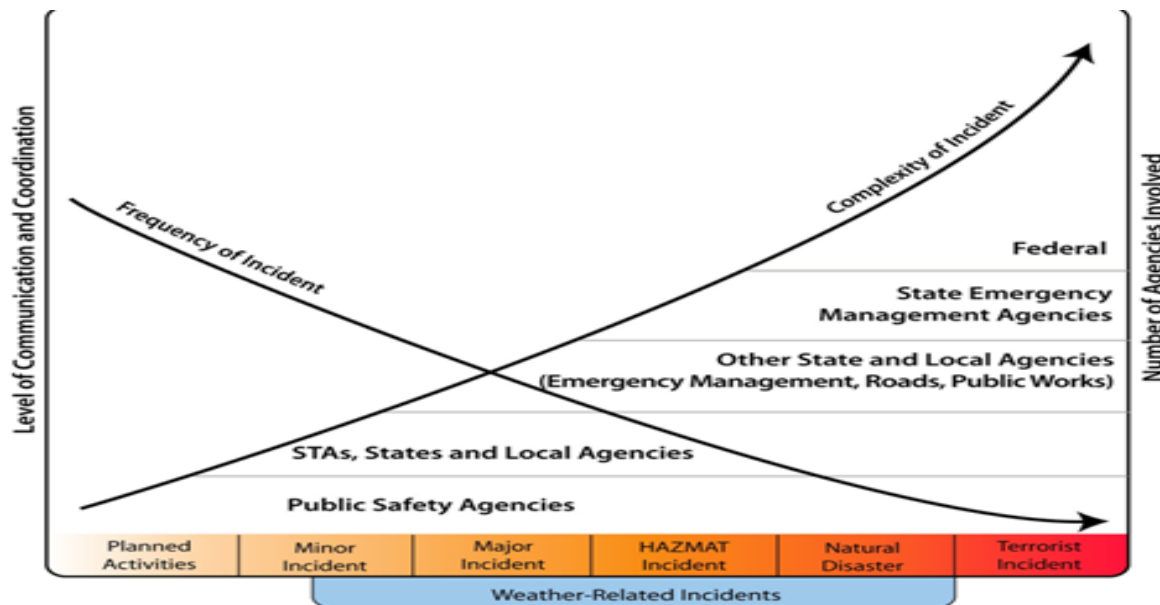 Level of Communication and Coordination
Frequency of Incident
Complexity of Incident
Number of Agencies Involved
Federal
State Emergency
Management Agencies
Other State and Local Agencies
(Emergency Management, Roads, Public Works)
STAs, States and Local Agencies
Public Safety Agencies
Planned
Activities
Minor
Incident
Major
Incident
HAZMAT
Incident
Natural
Disaster
Terrorist
Incident
Weather-Related Incidents